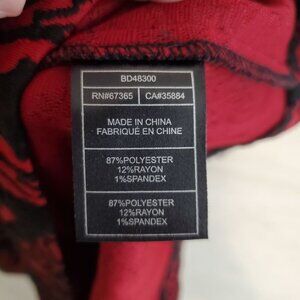 BD48300
RN#67365 CA#35884
MADE IN CHINA
FABRIQUÉ EN CHINE
87%POLYESTER
12%RAYON
1%SPANDEX
87%POLYESTER
12%RAYON
1%SPANDEX